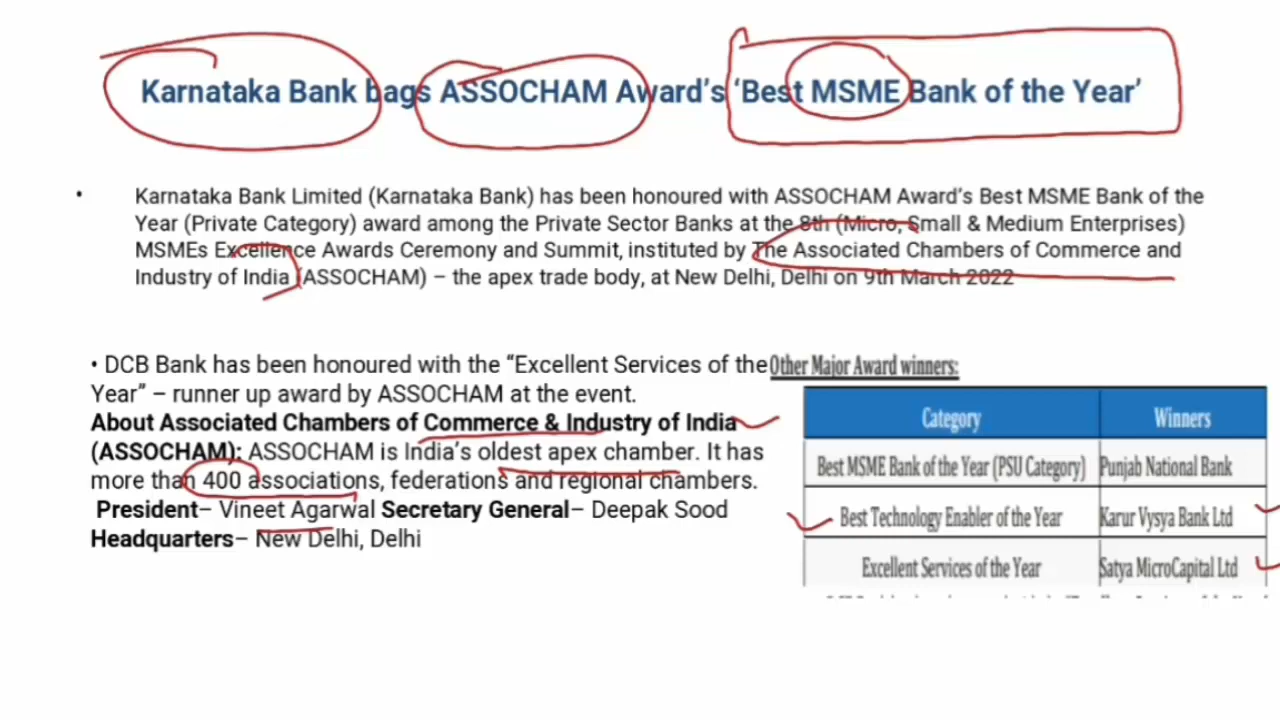 Karnataka Bank bags ASSOCHAM Award's 'Best MSME Bank of the Year'
• Karnataka Bank Limited (Karnataka Bank) has been honoured with ASSOCHAM Award's Best MSME Bank of the
Year (Private Category) award among the Private Sector Banks at the 8th (Micro, Small & Medium Enterprises)
MSMEs Excellence Awards Ceremony and Summit, instituted by The Associated Chambers of Commerce and
Industry of India (ASSOCHAM) – the apex trade body, at New Delhi, Delhi on 9th March 2022
• DCB Bank has been honoured with the “Excellent Services of the
Year” – runner up award by ASSOCHAM at the event.
About Associated Chambers of Commerce & Industry of India
(ASSOCHAM): ASSOCHAM is India's oldest apex chamber. It has
more than 400 associations, federations and regional chambers.
President– Vineet Agarwal Secretary General– Deepak Sood
Headquarters– New Delhi, Delhi
Other Major Award winners:
Category Winners
Best MSME Bank of the Year (PSU Category) Punjab National Bank
Best Technology Enabler of the Year Karur Vysya Bank Ltd
Excellent Services of the Year Satya MicroCapital Ltd